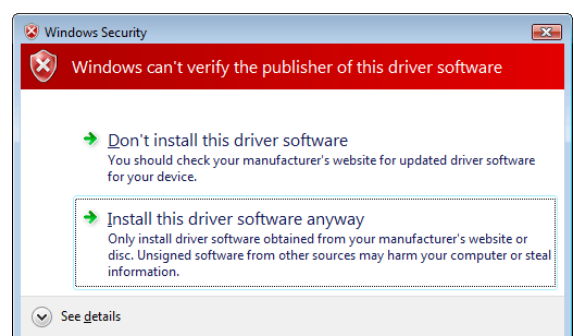 Windows Security
Windows can't verify the publisher of this driver software
Don't install this driver software
You should check your manufacturer's website for updated driver software
for your device.
Install this driver software anyway
Only install driver software obtained from your manufacturer's website or
disc. Unsigned software from other sources may harm your computer or steal
information.
See details